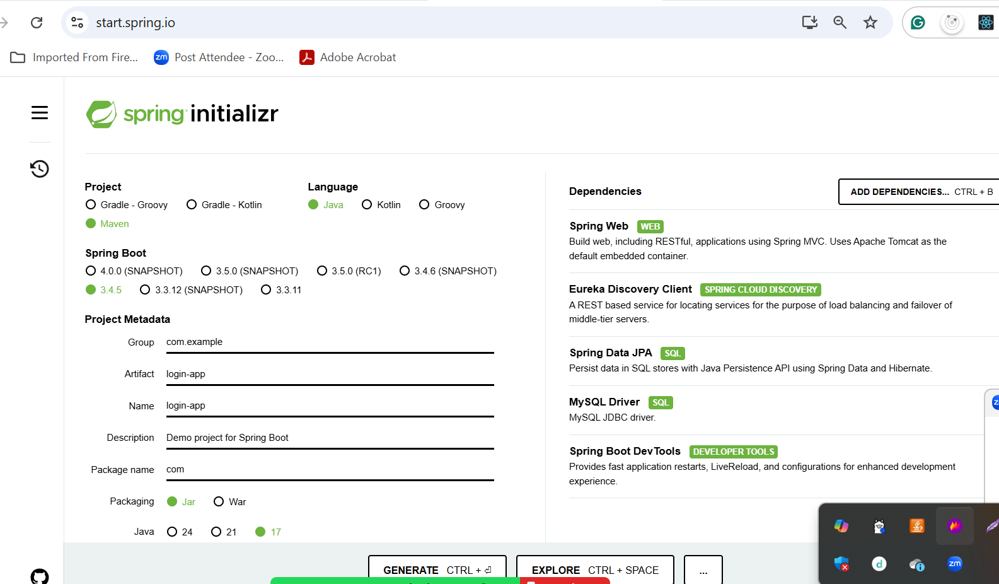 start.spring.io
Imported From Fire...
zm Post Attendee - Zoo...
Adobe Acrobat
spring initializr
Project
Gradle - Groovy
Gradle - Kotlin
Maven
Language
Java
Kotlin
Groovy
Spring Boot
4.0.0 (SNAPSHOT)
3.5.0 (SNAPSHOT)
3.5.0 (RC1)
3.4.6 (SNAPSHOT)
3.4.5
3.3.12 (SNAPSHOT)
3.3.11
Project Metadata
Group com.example
Artifact login-app
Name login-app
Description Demo project for Spring Boot
Package name com
Packaging Jar War
Java 24 21 17
Dependencies
ADD DEPENDENCIES... CTRL + B
Spring Web WEB
Build web, including RESTful, applications using Spring MVC. Uses Apache Tomcat as the
default embedded container.
Eureka Discovery Client SPRING CLOUD DISCOVERY
A REST based service for locating services for the purpose of load balancing and failover of
middle-tier servers.
Spring Data JPA SQL
Persist data in SQL stores with Java Persistence API using Spring Data and Hibernate.
MySQL Driver SQL
MySQL JDBC driver.
Spring Boot DevTools DEVELOPER TOOLS
Provides fast application restarts, LiveReload, and configurations for enhanced development
experience.
GENERATE CTRL + ⏎
EXPLORE CTRL + SPACE
...
d
zm